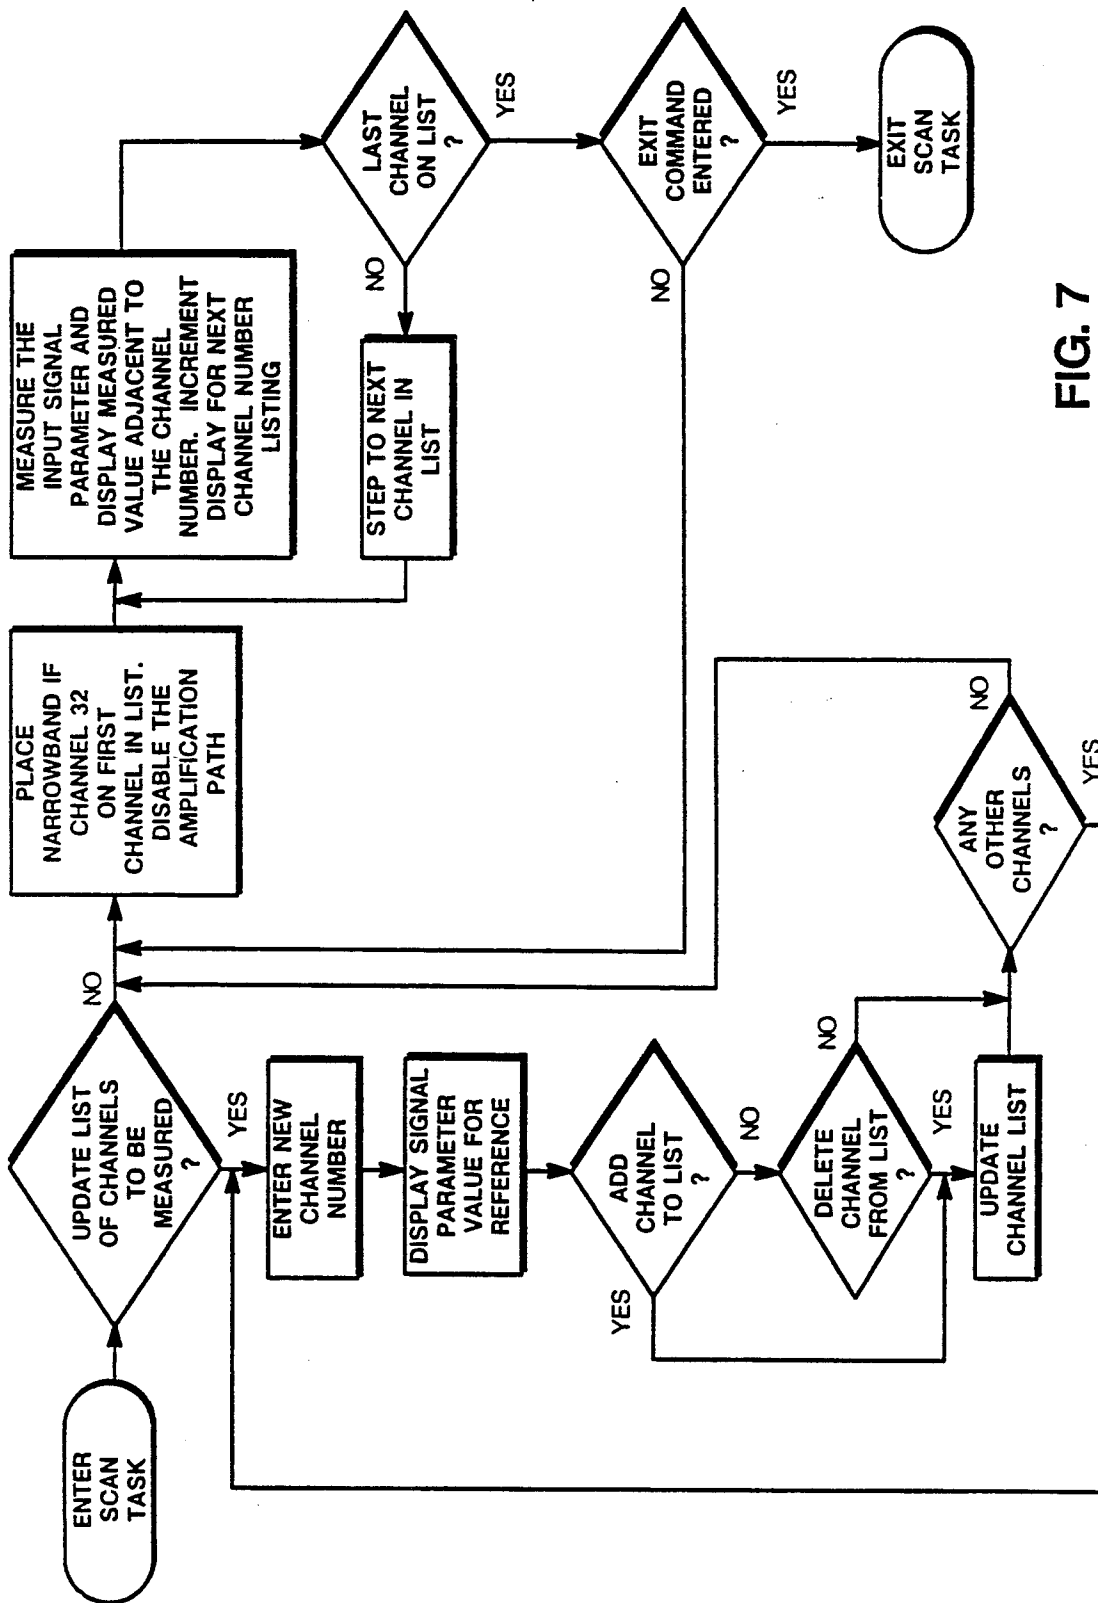 ENTER
SCAN
TASK
UPDATE LIST
OF CHANNELS
TO BE
MEASURED
?
NO
YES
PLACE
NARROWBAND IF
CHANNEL 32
ON FIRST
CHANNEL IN LIST.
DISABLE THE
AMPLIFICATION
PATH
MEASURE THE
INPUT SIGNAL
PARAMETER AND
DISPLAY MEASURED
VALUE ADJACENT TO
THE CHANNEL
NUMBER. INCREMENT
DISPLAY FOR NEXT
CHANNEL NUMBER
LISTING
LAST
CHANNEL
ON LIST
?
NO
YES
STEP TO NEXT
CHANNEL IN
LIST
EXIT
COMMAND
ENTERED
?
NO
YES
EXIT
SCAN
TASK
ENTER NEW
CHANNEL
NUMBER
DISPLAY SIGNAL
PARAMETER
VALUE FOR
REFERENCE
ADD
CHANNEL
TO LIST
?
YES
NO
DELETE
CHANNEL
FROM LIST
?
NO
YES
UPDATE
CHANNEL LIST
ANY
OTHER
CHANNELS
?
NO
YES
FIG. 7